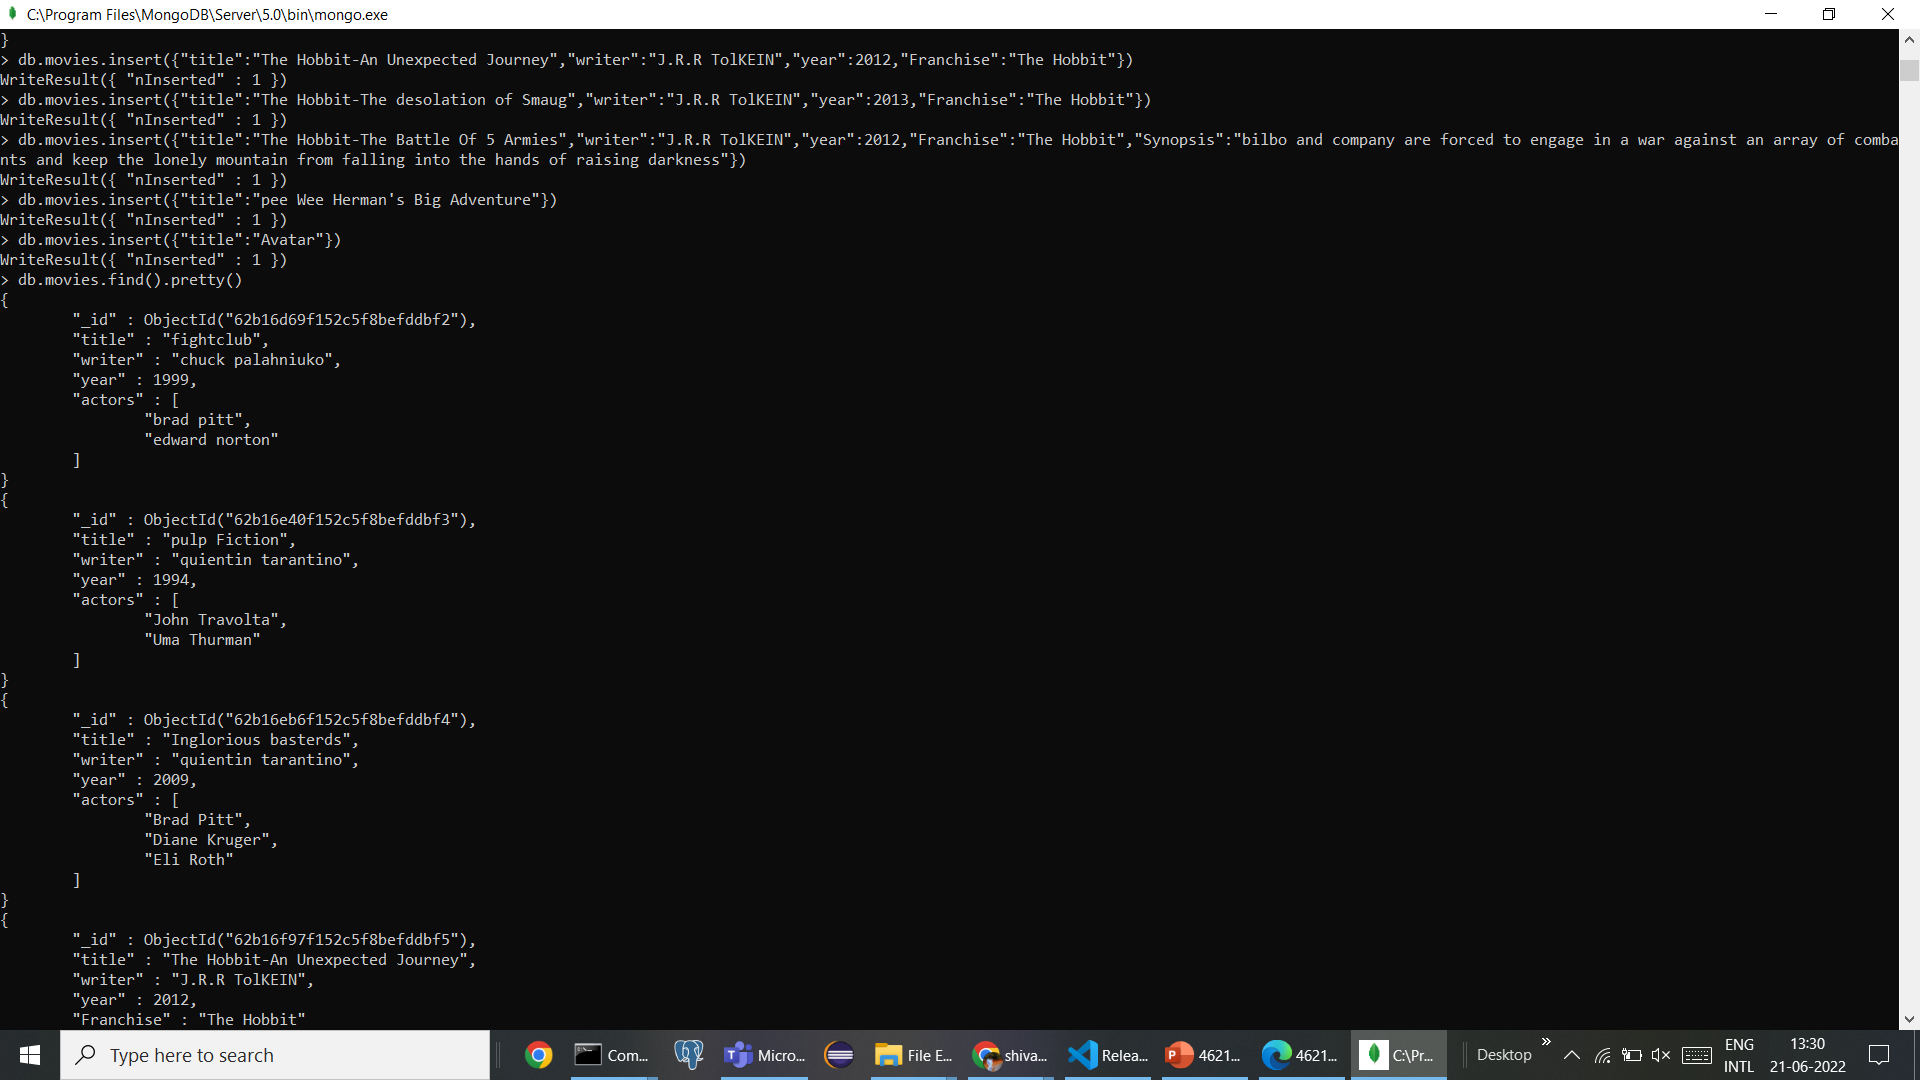 C:\Program Files\MongoDB\Server\5.0\bin\mongo.exe
}
> db.movies.insert({"title":"The Hobbit-An Unexpected Journey","writer":"J.R.R TolKEIN","year":2012,"Franchise":"The Hobbit"})
WriteResult({ "nInserted" : 1 })
> db.movies.insert({"title":"The Hobbit-The desolation of Smaug","writer":"J.R.R TolKEIN","year":2013,"Franchise":"The Hobbit"})
WriteResult({ "nInserted" : 1 })
> db.movies.insert({"title":"The Hobbit-The Battle Of 5 Armies","writer":"J.R.R TolKEIN","year":2012,"Franchise":"The Hobbit","Synopsis":"bilbo and company are forced to engage in a war against an array of comba
nts and keep the lonely mountain from falling into the hands of raising darkness"})
WriteResult({ "nInserted" : 1 })
> db.movies.insert({"title":"pee Wee Herman's Big Adventure"})
WriteResult({ "nInserted" : 1 })
> db.movies.insert({"title":"Avatar"})
WriteResult({ "nInserted" : 1 })
> db.movies.find().pretty()
{
"_id" : ObjectId("62b16d69f152c5f8befddbf2"),
"title" : "fightclub",
"writer" : "chuck palahniuko",
"year" : 1999,
"actors" : [
"brad pitt",
"edward norton"
]
}
{
"_id" : ObjectId("62b16e40f152c5f8befddbf3"),
"title" : "pulp Fiction",
"writer" : "quientin tarantino",
"year" : 1994,
"actors" : [
"John Travolta",
"Uma Thurman"
]
}
{
"_id" : ObjectId("62b16eb6f152c5f8befddbf4"),
"title" : "Inglorious basterds",
"writer" : "quientin tarantino",
"year" : 2009,
"actors" : [
"Brad Pitt",
"Diane Kruger",
"Eli Roth"
]
}
{
"_id" : ObjectId("62b16f97f152c5f8befddbf5"),
"title" : "The Hobbit-An Unexpected Journey",
"writer" : "J.R.R TolKEIN",
"year" : 2012,
"Franchise" : "The Hobbit"
Type here to search
Com...
Micro...
File E...
shiva...
Relea...
4621...
4621...
C:\Pr...
Desktop
ENG
INTL
13:30
21-06-2022